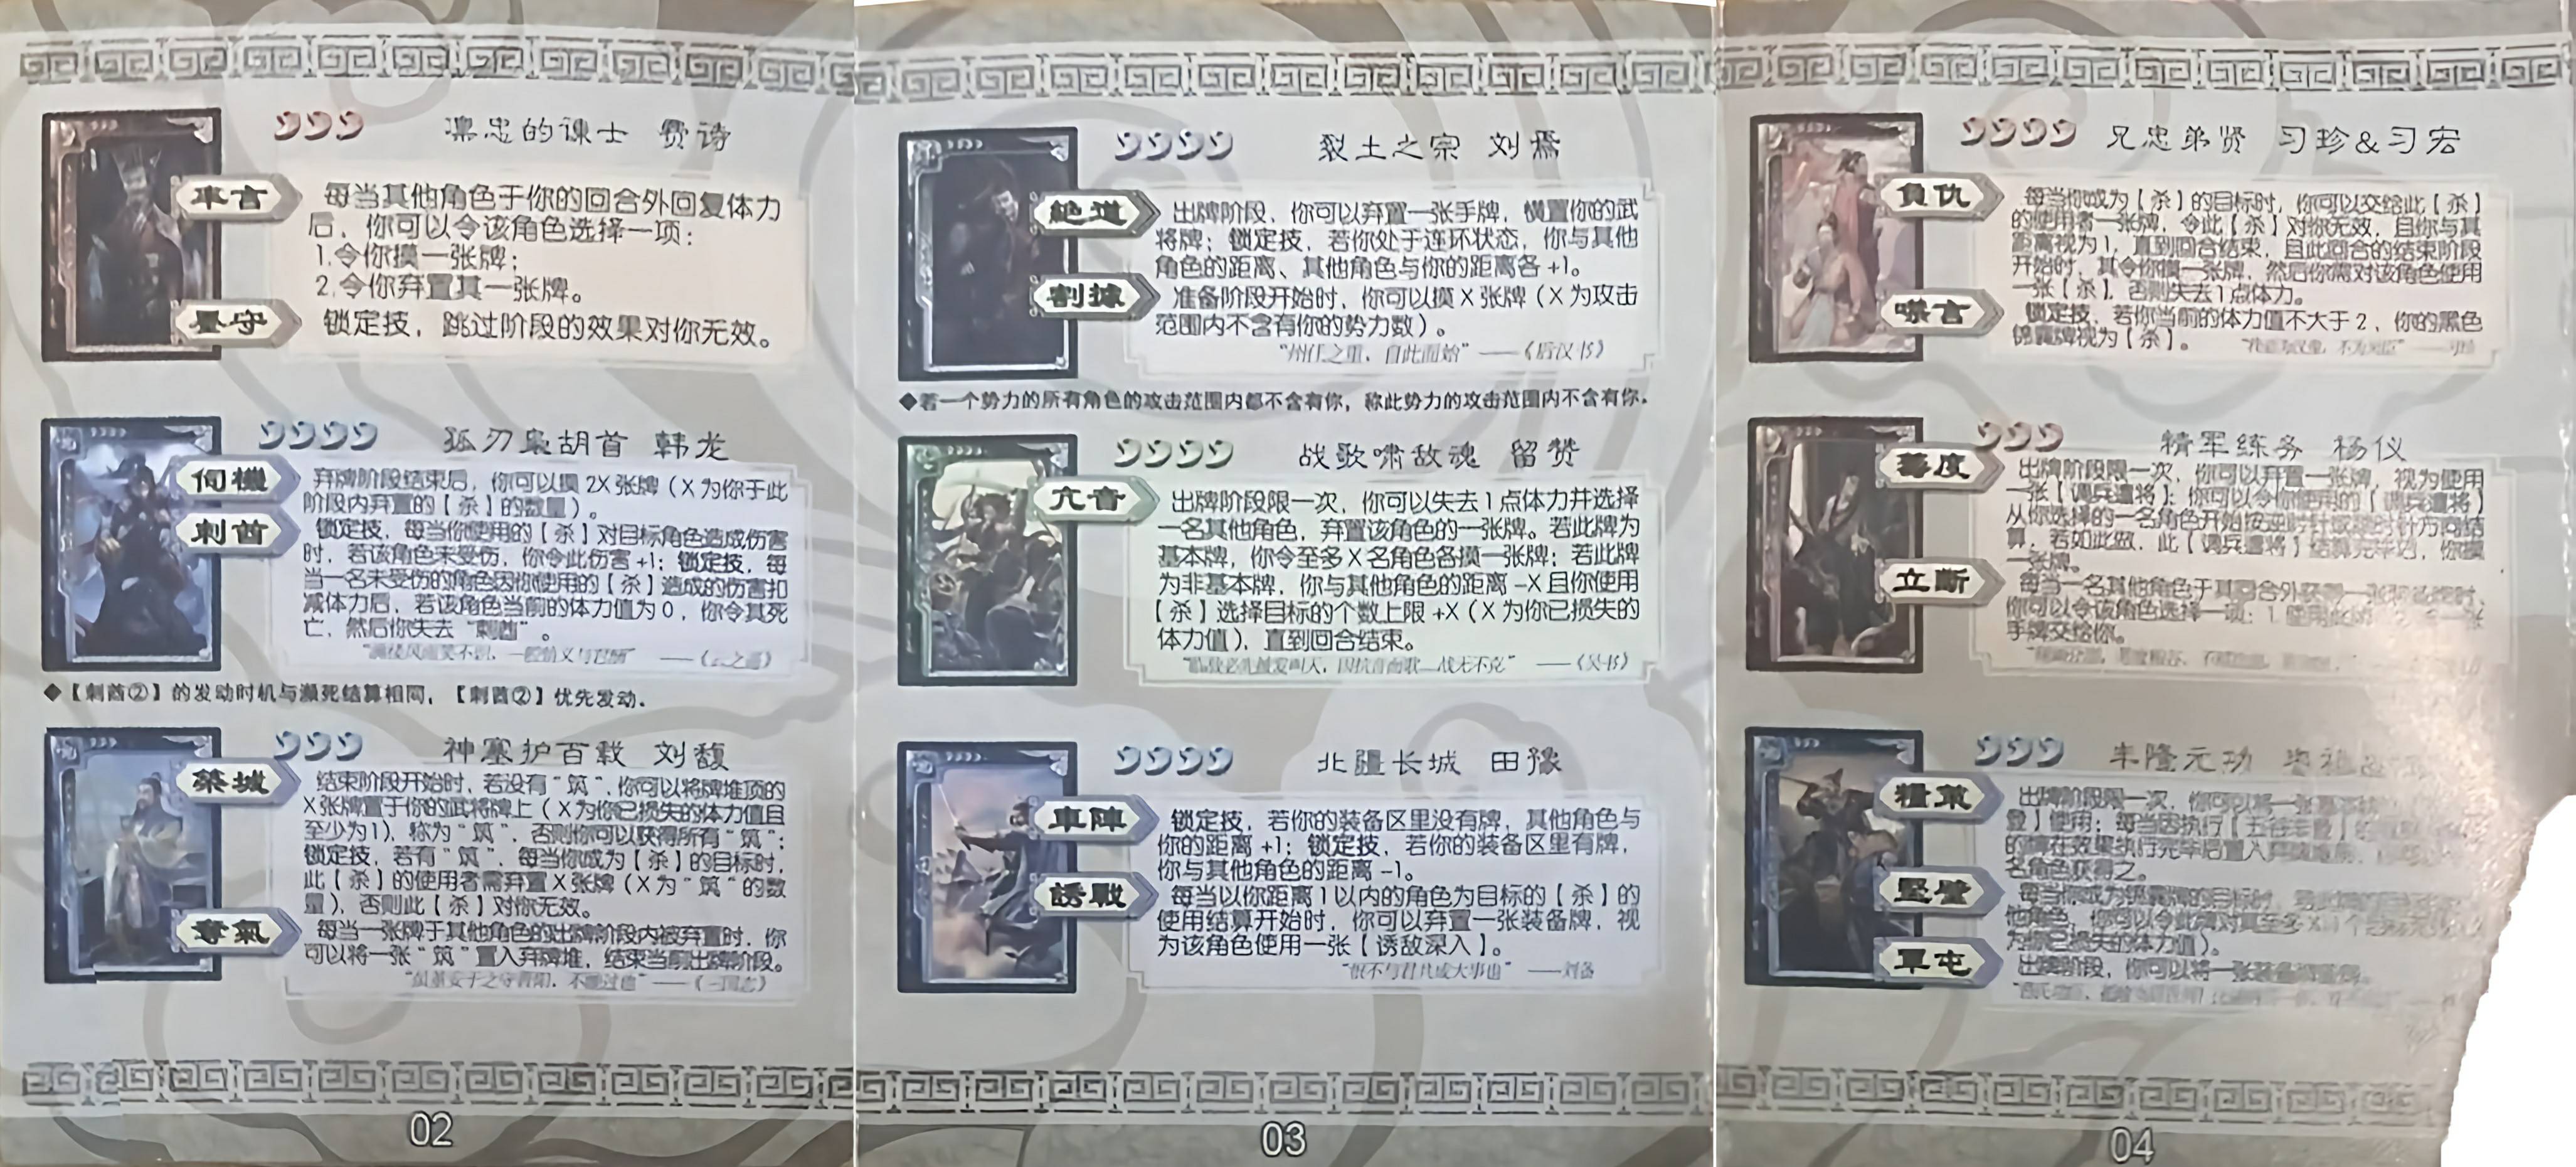 凛忠的谏士 费诗
率言
每当其他角色于你的回合外回复体力
后，你可以令该角色选择一项：
1.令你摸一张牌；
2.令你弃置其一张牌。
守
锁定技，跳过阶段的效果对你无效。
孤刃枭胡首 韩龙
伺機
弃牌阶段结束后，你可以摸 2X 张牌（X 为你于此
阶段内弃置的【杀】的数量）。
刺酋
锁定技，每当你使用的【杀】对目标角色造成伤害
时，若该角色未受伤，你令此伤害 +1；锁定技，每
当一名未受伤的角色因你使用的【杀】造成的伤害扣
减体力后，若该角色当前的体力值为 0，你令其死
亡，然后你失去“刺酋”。
◆【刺酋②】的发动时机与濒死结算相同，【刺酋②】优先发动。
神塞护百载 刘馥
築城
结束阶段开始时，若没有“筑”，你可以将牌堆顶的
X张牌置于你的武将牌上（X为你已损失的体力值且
至少为1），称为“筑”，否则你可以获得所有“筑”；
锁定技，若有“筑”，每当你成为【杀】的目标时，
此【杀】的使用者需弃置X张牌（X为“筑”的数
量），否则此【杀】对你无效。
奪氣
每当一张牌于其他角色的出牌阶段内被弃置时，你
可以将一张“筑”置入弃牌堆，结束当前出牌阶段。
——《三国志》
02
裂土之宗 刘焉
絶道
出牌阶段，你可以弃置一张手牌，横置你的武
将牌；锁定技，若你处于连环状态，你与其他
角色的距离、其他角色与你的距离各 +1。
割據
准备阶段开始时，你可以摸 X 张牌（X 为攻击
范围内不含有你的势力数）。
“州任之重，自此而始” ——《后汉书》
◆若一个势力的所有角色的攻击范围内都不含有你，称此势力的攻击范围内不含有你。
战歌啸敌魂 留赞
亢音
出牌阶段限一次，你可以失去 1 点体力并选择
一名其他角色，弃置该角色的一张牌。若此牌为
基本牌，你令至多 X 名角色各摸一张牌；若此牌
为非基本牌，你与其他角色的距离 -X 且你使用
【杀】选择目标的个数上限 +X（X 为你已损失的
体力值），直到回合结束。
——《吴书》
北疆长城 田豫
車陣
锁定技，若你的装备区里没有牌，其他角色与
你的距离 +1；锁定技，若你的装备区里有牌，
你与其他角色的距离 -1。
誘戰
每当以你距离 1 以内的角色为目标的【杀】的
使用结算开始时，你可以弃置一张装备牌，视
为该角色使用一张【诱敌深入】。
“恨不与君共成大事也” ——刘备
03
兄忠弟贤 习珍&习宏
負仇
每当你成为【杀】的目标时，你可以交给此【杀】
的使用者一张牌，令此【杀】对你无效，且你与其
距离视为 1，直到回合结束，且此回合的结束阶段
开始时，其令你摸一张牌，然后你需对该角色使用
一张【杀】，否则失去 1 点体力。
噤言
锁定技，若你当前的体力值不大于 2，你的黑色
锦囊牌视为【杀】。
精军练务 杨仪
度
出牌阶段限一次，你可以弃置一张牌，视为使用
一张【调兵遣将】；你可以令你使用的【调兵遣将】
从你选择的一名角色开始按逆时针或顺时针方向结
算，若如此做，此【调兵遣将】结算完毕后，你摸
一张牌。
立断
每当一名其他角色于其回合外获得一张
你可以令该角色选择一项：1.使用此
手牌交给你。
丰隆元功
出牌阶段限一次，你可以将一张
】使用；每当因执行【五谷丰登】
的牌在效果执行完毕后置入弃牌堆
名角色获得之。
堅壁
每当你成为锦囊牌的目标时，
他角色，你可以令此牌对其至多 X
为你已损失的体力值）。
屯
出牌阶段，你可以将一张装备牌
04